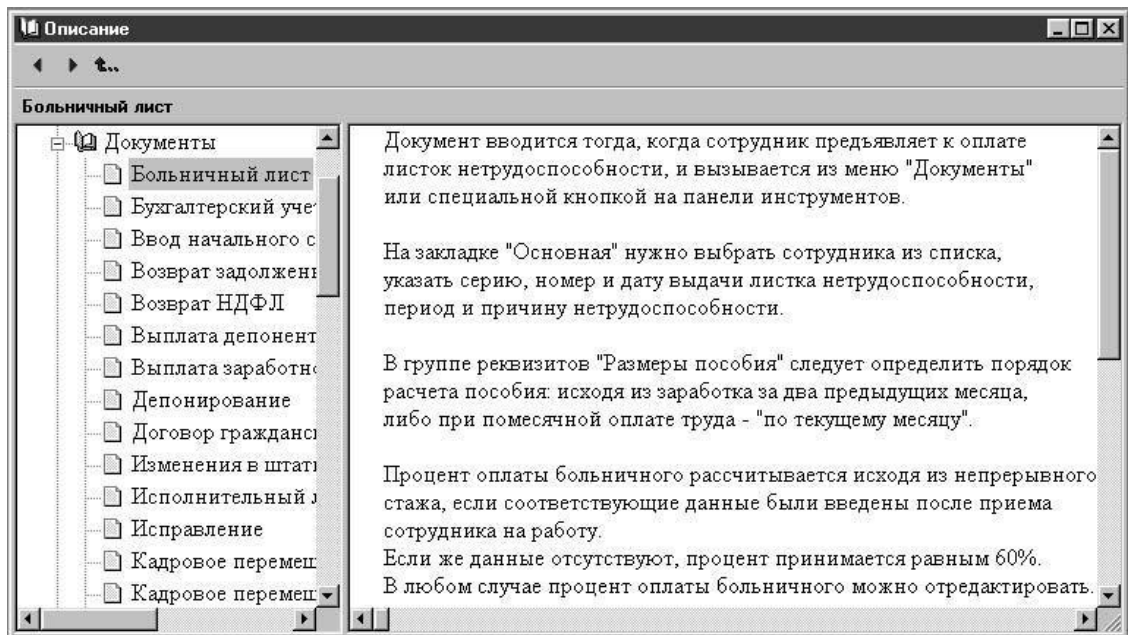 Описание
Больничный лист
Документы
Больничный лист
Бухгалтерский уче
Ввод начального с
Возврат задолжен
Возврат НДФЛ
Выплата депонент
Выплата заработн
Депонирование
Договор гражданс
Изменения в штат
Исполнительный л
Исправление
Кадровое перемещ
Кадровое перемещ
Документ вводится тогда, когда сотрудник предъявляет к оплате
листок нетрудоспособности, и вызывается из меню "Документы"
или специальной кнопкой на панели инструментов.
На закладке "Основная" нужно выбрать сотрудника из списка,
указать серию, номер и дату выдачи листка нетрудоспособности,
период и причину нетрудоспособности.
В группе реквизитов "Размеры пособия" следует определить порядок
расчета пособия: исходя из заработка за два предыдущих месяца,
либо при помесячной оплате труда - "по текущему месяцу".
Процент оплаты больничного рассчитывается исходя из непрерывного
стажа, если соответствующие данные были введены после приема
сотрудника на работу.
Если же данные отсутствуют, процент принимается равным 60%.
В любом случае процент оплаты больничного можно отредактировать.